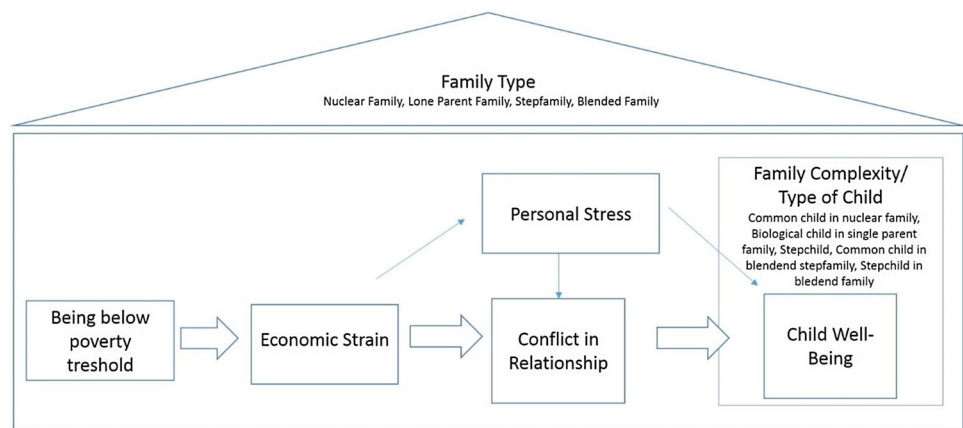 Family Type
Nuclear Family, Lone Parent Family, Stepfamily, Blended Family
Family Complexity/
Type of Child
Common child in nuclear family,
Biological child in single parent
family, Stepchild, Common child in
blendend stepfamily, Stepchild in
bledend family
Personal Stress
Being below
poverty
treshold
Economic Strain
Conflict in
Relationship
Child Well-
Being